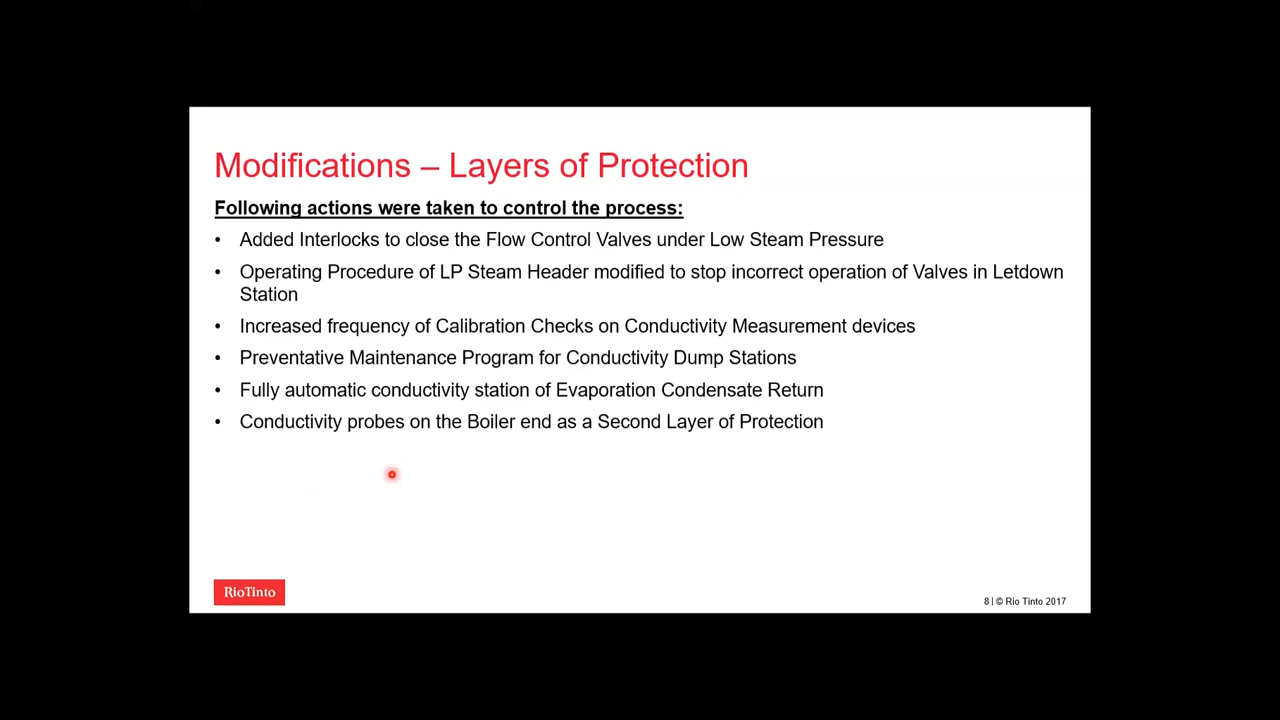 Modifications – Layers of Protection
Following actions were taken to control the process:
• Added Interlocks to close the Flow Control Valves under Low Steam Pressure
• Operating Procedure of LP Steam Header modified to stop incorrect operation of Valves in Letdown
Station
• Increased frequency of Calibration Checks on Conductivity Measurement devices
• Preventative Maintenance Program for Conductivity Dump Stations
• Fully automatic conductivity station of Evaporation Condensate Return
• Conductivity probes on the Boiler end as a Second Layer of Protection
RioTinto
8 | © Rio Tinto 2017